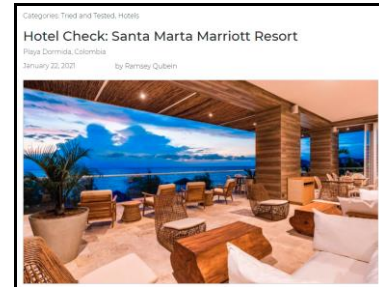 Categories: Tried and Tested, Hotels
Hotel Check: Santa Marta Marriott Resort
Playa Dormida, Colombia
January 22, 2021 by Ramsey Qubein